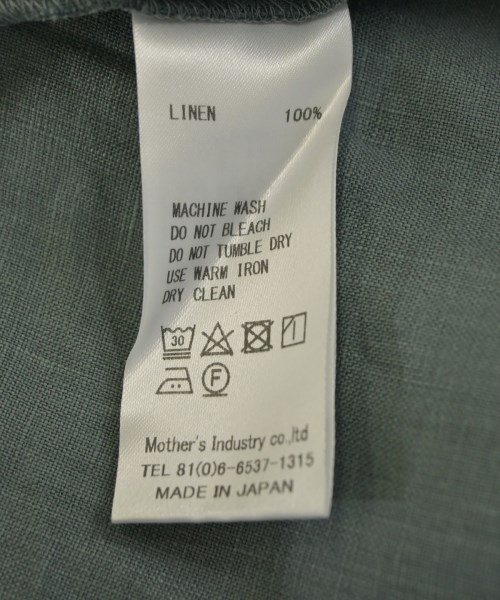 LINEN 100%
MACHINE WASH
DO NOT BLEACH
DO NOT TUMBLE DRY
USE WARM IRON
DRY CLEAN
30
F
Mother's Industry co.,ltd
TEL 81(0)6-6537-1315
MADE IN JAPAN